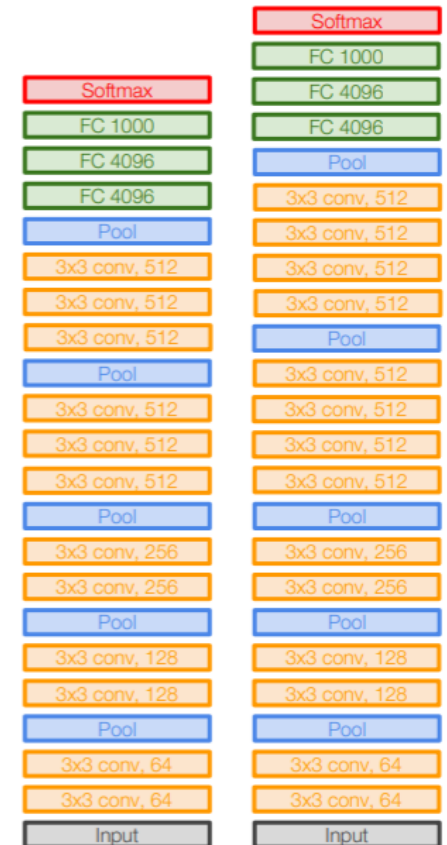 Softmax
FC 1000
FC 4096
FC 4096
Pool
3x3 conv, 512
3x3 conv, 512
3x3 conv, 512
Pool
3x3 conv, 512
3x3 conv, 512
3x3 conv, 512
Pool
3x3 conv, 256
3x3 conv, 256
Pool
3x3 conv, 128
3x3 conv, 128
Pool
3x3 conv, 64
3x3 conv, 64
Input
Softmax
FC 1000
FC 4096
FC 4096
Pool
3x3 conv, 512
3x3 conv, 512
3x3 conv, 512
3x3 conv, 512
Pool
3x3 conv, 512
3x3 conv, 512
3x3 conv, 512
3x3 conv, 512
Pool
3x3 conv, 256
3x3 conv, 256
Pool
3x3 conv, 128
3x3 conv, 128
Pool
3x3 conv, 64
3x3 conv, 64
Input